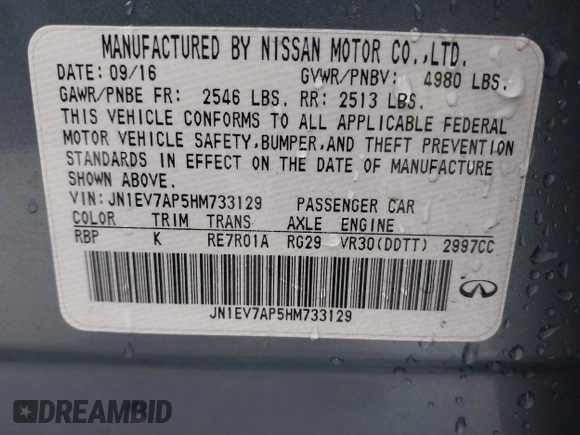 MANUFACTURED BY NISSAN MOTOR CO.,LTD.
DATE: 09/16 GVWR/PNBV: 4980 LBS.
GAWR/PNBE FR: 2546 LBS. RR: 2513 LBS.
THIS VEHICLE CONFORMS TO ALL APPLICABLE FEDERAL
MOTOR VEHICLE SAFETY,BUMPER,AND THEFT PREVENTION
STANDARDS IN EFFECT ON THE DATE OF MANUFACTURE
SHOWN ABOVE.
VIN: JN1EV7AP5HM733129 PASSENGER CAR
COLOR TRIM TRANS AXLE ENGINE
RBP K RE7R01A RG29 VR30(DDTT) 2997CC
JN1EV7AP5HM733129
DREAMBID